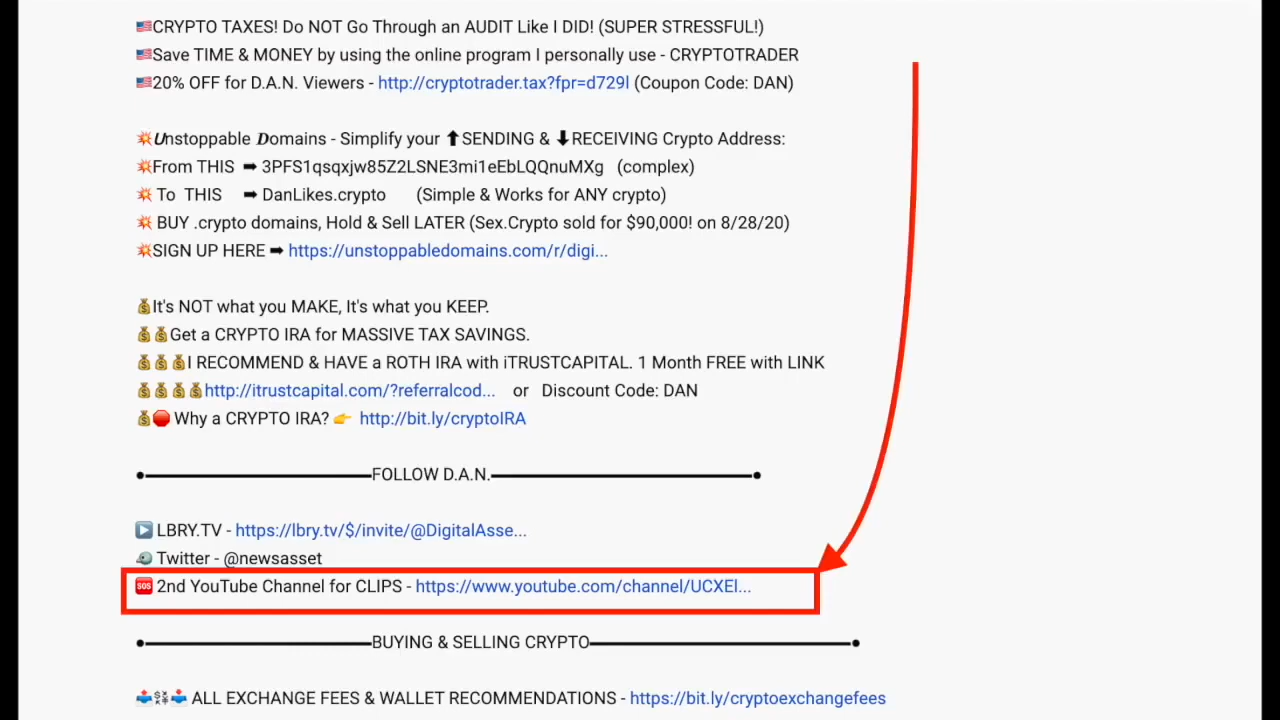 🇺🇸CRYPTO TAXES! Do NOT Go Through an AUDIT Like I DID! (SUPER STRESSFUL!)
🇺🇸Save TIME & MONEY by using the online program I personally use - CRYPTOTRADER
🇺🇸20% OFF for D.A.N. Viewers - http://cryptotrader.tax?fpr=d729l (Coupon Code: DAN)
💥𝑼nstoppable 𝑫omains - Simplify your ⬆SENDING & ⬇RECEIVING Crypto Address:
💥From THIS ➡ 3PFS1qsqxjw85Z2LSNE3mi1eEbLQQnuMXg (complex)
💥 To THIS ➡ DanLikes.crypto (Simple & Works for ANY crypto)
💥 BUY .crypto domains, Hold & Sell LATER (Sex.Crypto sold for $90,000! on 8/28/20)
💥SIGN UP HERE ➡ https://unstoppabledomains.com/r/digi...
💰It's NOT what you MAKE, It's what you KEEP.
💰💰Get a CRYPTO IRA for MASSIVE TAX SAVINGS.
💰💰💰I RECOMMEND & HAVE a ROTH IRA with iTRUSTCAPITAL. 1 Month FREE with LINK
💰💰💰💰http://itrustcapital.com/?referralcod... or Discount Code: DAN
💰🛑 Why a CRYPTO IRA? 👉 http://bit.ly/cryptoIRA
●▬▬▬▬▬▬▬▬▬▬FOLLOW D.A.N.▬▬▬▬▬▬▬▬▬▬●
▶️ LBRY.TV - https://lbry.tv/$/invite/@DigitalAsse...
🐦 Twitter - @newsasset
🆘 2nd YouTube Channel for CLIPS - https://www.youtube.com/channel/UCXEl...
●▬▬▬▬▬▬▬▬▬▬BUYING & SELLING CRYPTO▬▬▬▬▬▬▬▬▬▬●
📤💱📥 ALL EXCHANGE FEES & WALLET RECOMMENDATIONS - https://bit.ly/cryptoexchangefees